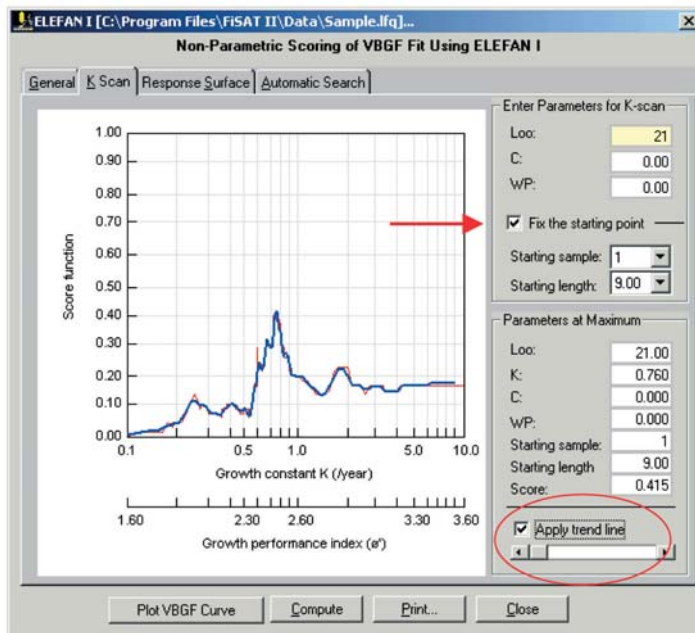 ELEFAN I [C:\Program Files\FiSAT II\Data\Sample.lfq]...
Non-Parametric Scoring of VBGF Fit Using ELEFAN I
General K Scan Response Surface Automatic Search
1.00
0.90
0.80
0.70
0.60
0.50
0.40
0.30
0.20
0.10
0.00
Score function
0.1 0.5 1.0 5.0 10.0
Growth constant K (/year)
1.60 2.30 2.60 3.30 3.60
Growth performance index (ø')
Enter Parameters for K-scan
Loo: 21
C: 0.00
WP: 0.00
Fix the starting point
Starting sample: 1
Starting length: 9.00
Parameters at Maximum
Loo: 21.00
K: 0.760
C: 0.000
WP: 0.000
Starting sample: 1
Starting length 9.00
Score: 0.415
Apply trend line
Plot VBGF Curve Compute Print... Close